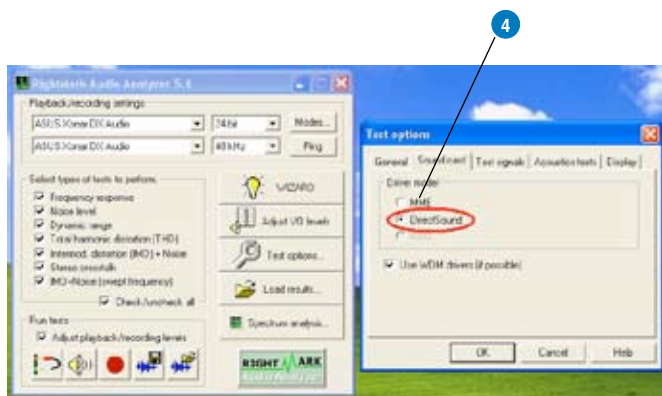 4
RightMark Audio Analyzer 5.4
Playback/recording settings
ASUS Xonar DX Audio
24 bit
Modes...
ASUS Xonar DX Audio
48 kHz
Ping
Select types of tests to perform:
Frequency response
Noise level
Dynamic range
Total harmonic distortion (THD)
Intermod. distortion (IMD) + Noise
Stereo crosstalk
IMD+Noise (swept frequency)
Check/uncheck all
WIZARD
Adjust I/O levels
Test options...
Load results...
Spectrum analysis...
Run tests
Adjust playback/recording levels
RIGHT MARK
Audio Analyzer
Test options
General
Sound card
Test signals
Acoustics tests
Display
Driver model
MME
DirectSound
Use WDM drivers (if possible)
OK
Cancel
Help